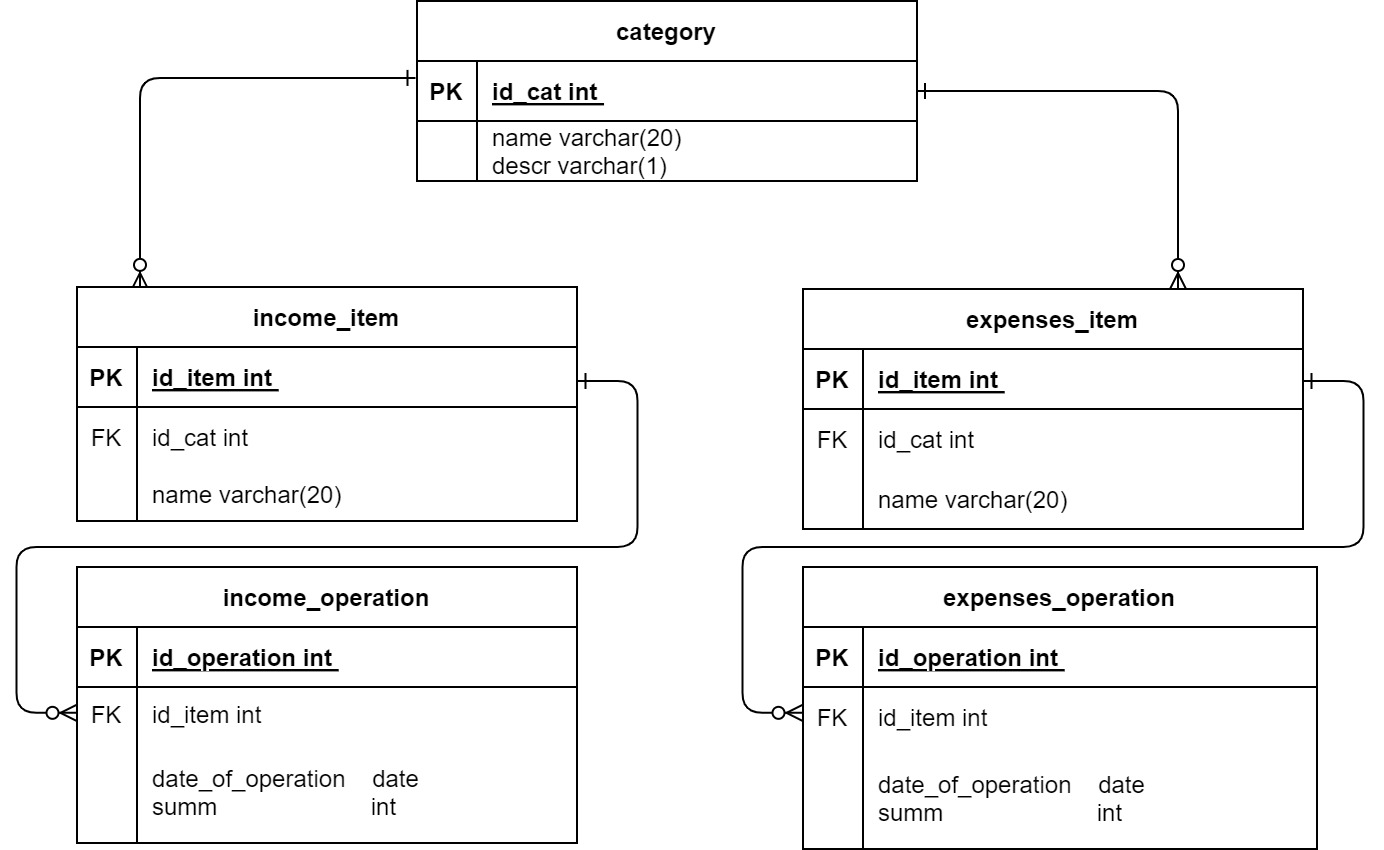 category
PK id_cat int
name varchar(20)
descr varchar(1)
income_item
PK id_item int
FK id_cat int
name varchar(20)
expenses_item
PK id_item int
FK id_cat int
name varchar(20)
income_operation
PK id_operation int
FK id_item int
date_of_operation date
summ int
expenses_operation
PK id_operation int
FK id_item int
date_of_operation date
summ int